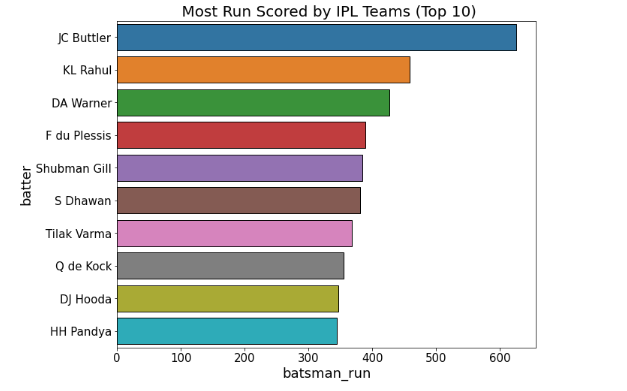 Most Run Scored by IPL Teams (Top 10)
batter
JC Buttler
KL Rahul
DA Warner
F du Plessis
Shubman Gill
S Dhawan
Tilak Varma
Q de Kock
DJ Hooda
HH Pandya
0 100 200 300 400 500 600
batsman_run